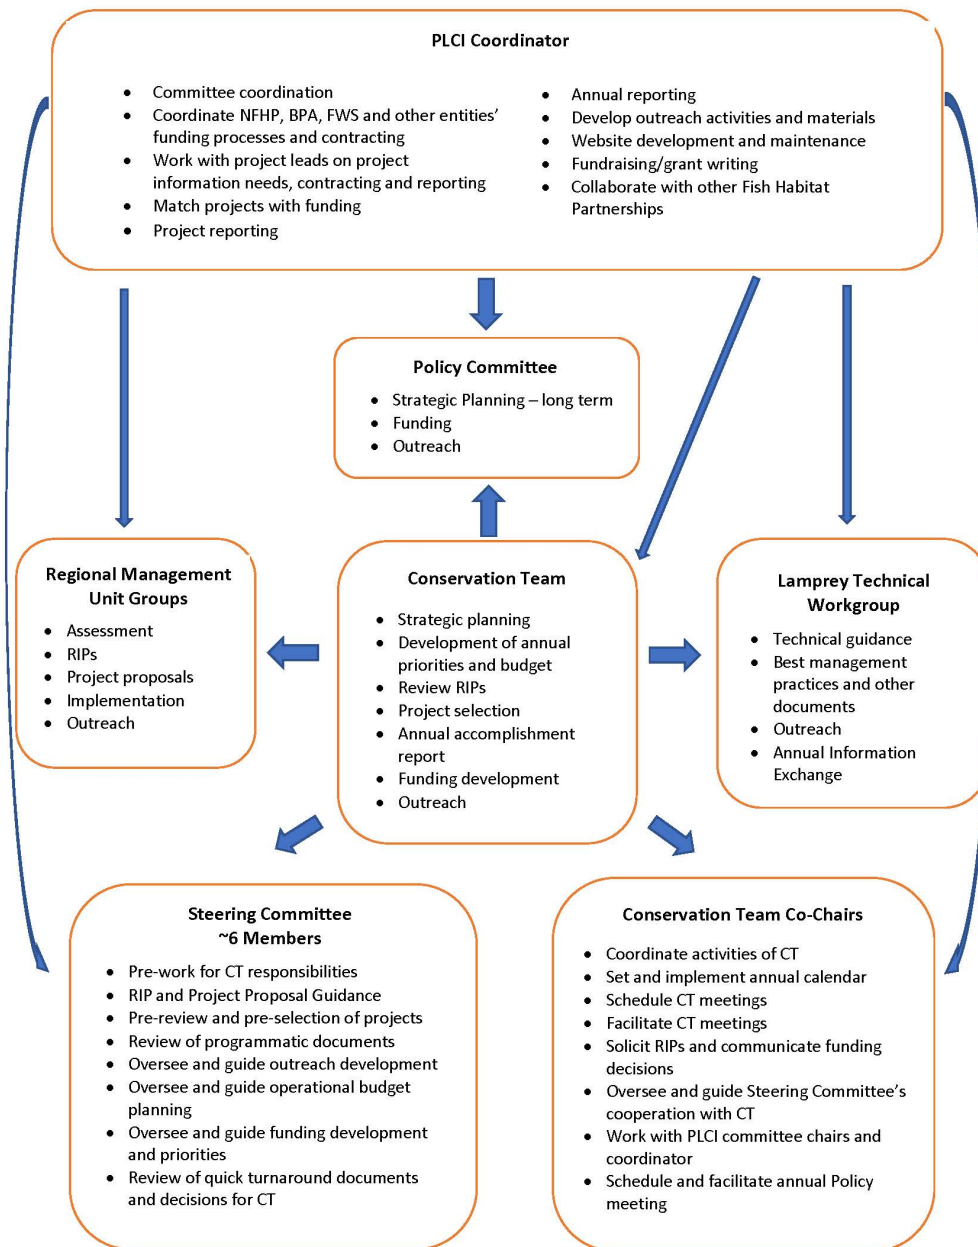 PLCI Coordinator
• Committee coordination
• Coordinate NFHP, BPA, FWS and other entities’
funding processes and contracting
• Work with project leads on project
information needs, contracting and reporting
• Match projects with funding
• Project reporting
• Annual reporting
• Develop outreach activities and materials
• Website development and maintenance
• Fundraising/grant writing
• Collaborate with other Fish Habitat
Partnerships
Policy Committee
• Strategic Planning – long term
• Funding
• Outreach
Regional Management
Unit Groups
• Assessment
• RIPs
• Project proposals
• Implementation
• Outreach
Conservation Team
• Strategic planning
• Development of annual
priorities and budget
• Review RIPs
• Project selection
• Annual accomplishment
report
• Funding development
• Outreach
Lamprey Technical
Workgroup
• Technical guidance
• Best management
practices and other
documents
• Outreach
• Annual Information
Exchange
Steering Committee
~6 Members
• Pre-work for CT responsibilities
• RIP and Project Proposal Guidance
• Pre-review and pre-selection of projects
• Review of programmatic documents
• Oversee and guide outreach development
• Oversee and guide operational budget
planning
• Oversee and guide funding development
and priorities
• Review of quick turnaround documents
and decisions for CT
Conservation Team Co-Chairs
• Coordinate activities of CT
• Set and implement annual calendar
• Schedule CT meetings
• Facilitate CT meetings
• Solicit RIPs and communicate funding
decisions
• Oversee and guide Steering Committee’s
cooperation with CT
• Work with PLCI committee chairs and
coordinator
• Schedule and facilitate annual Policy
meeting